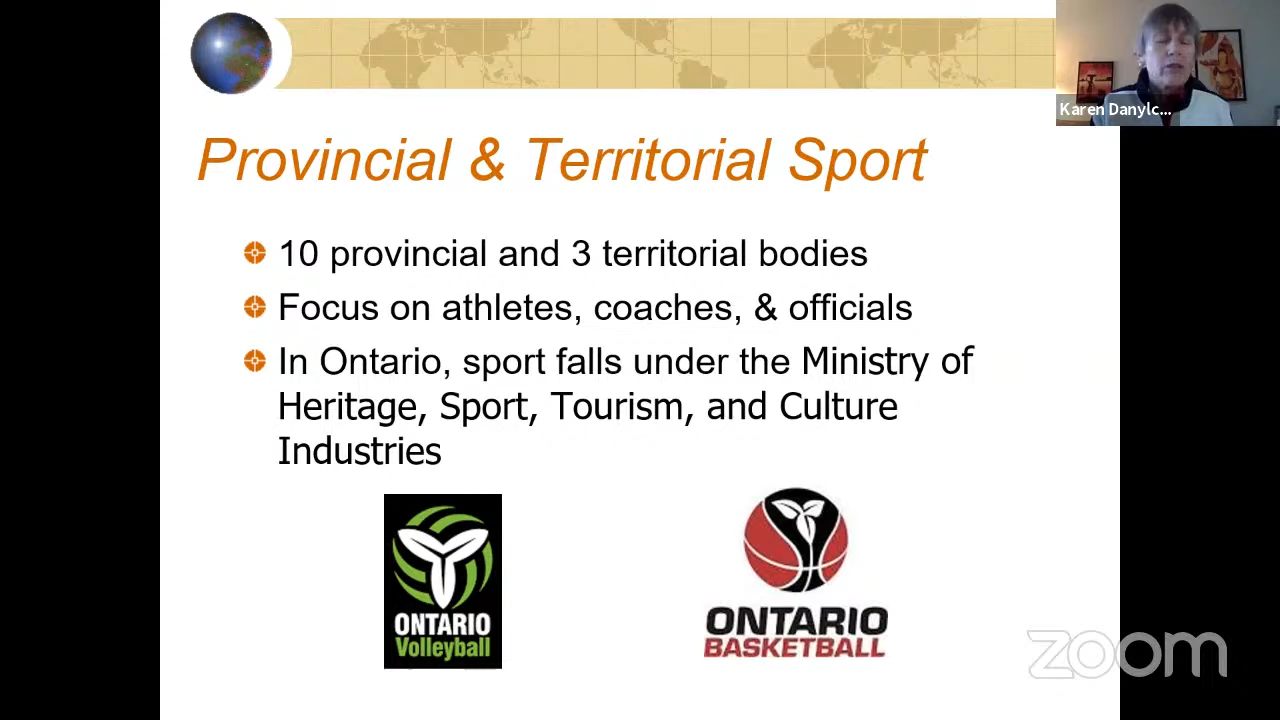 Karen Danylc...
Provincial & Territorial Sport
10 provincial and 3 territorial bodies
Focus on athletes, coaches, & officials
In Ontario, sport falls under the Ministry of
Heritage, Sport, Tourism, and Culture
Industries
ONTARIO
Volleyball
ONTARIO
BASKETBALL
zoom